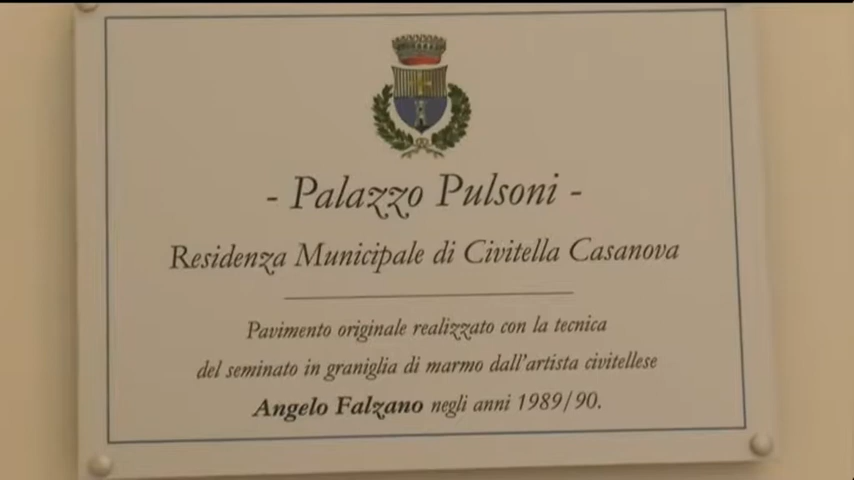 - Palazzo Pulsoni -
Residenza Municipale di Civitella Casanova
Pavimento originale realizzato con la tecnica
del seminato in graniglia di marmo dall'artista civitellese
Angelo Falzano negli anni 1989/90.